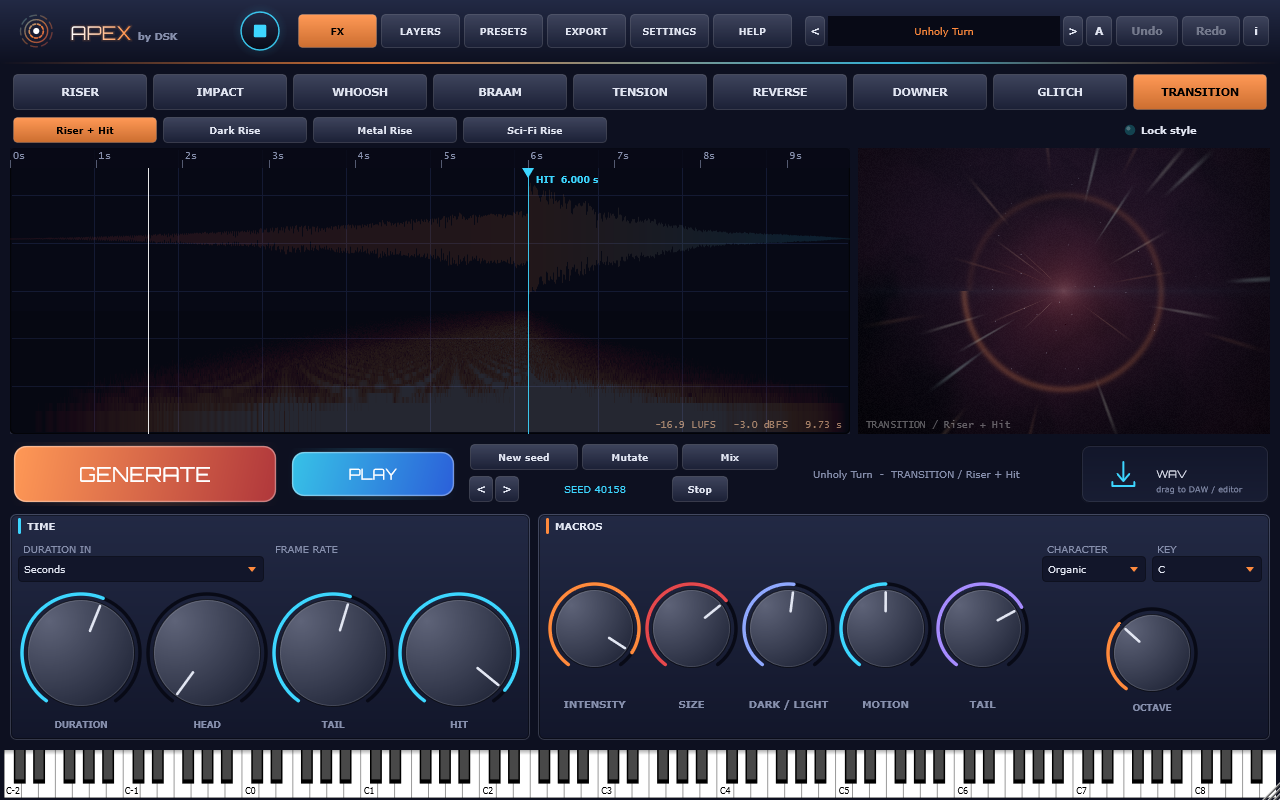 APEX by DSK
FX LAYERS PRESETS EXPORT SETTINGS HELP < Unholy Turn > A Undo Redo i
RISER IMPACT WHOOSH BRAAM TENSION REVERSE DOWNER GLITCH TRANSITION
Riser + Hit Dark Rise Metal Rise Sci-Fi Rise Lock style
0s 1s 2s 3s 4s 5s 6s 7s 8s 9s
HIT 6.000 s
-16.9 LUFS -3.0 dBFS 9.73 s
TRANSITION / Riser + Hit
GENERATE PLAY
New seed Mutate Mix
< > SEED 40158 Stop
Unholy Turn - TRANSITION / Riser + Hit
WAV
drag to DAW / editor
TIME
DURATION IN FRAME RATE
Seconds
DURATION HEAD TAIL HIT
MACROS
CHARACTER KEY
Organic C
INTENSITY SIZE DARK / LIGHT MOTION TAIL OCTAVE
C-2 C-1 C0 C1 C2 C3 C4 C5 C6 C7 C8